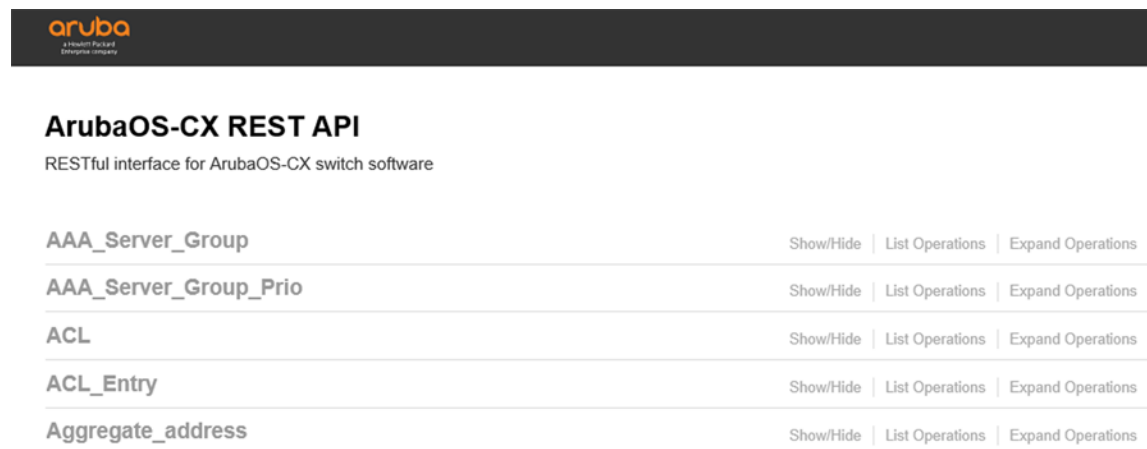 aruba
a Hewlett Packard
Enterprise company
ArubaOS-CX REST API
RESTful interface for ArubaOS-CX switch software
AAA_Server_Group Show/Hide | List Operations | Expand Operations
AAA_Server_Group_Prio Show/Hide | List Operations | Expand Operations
ACL Show/Hide | List Operations | Expand Operations
ACL_Entry Show/Hide | List Operations | Expand Operations
Aggregate_address Show/Hide | List Operations | Expand Operations